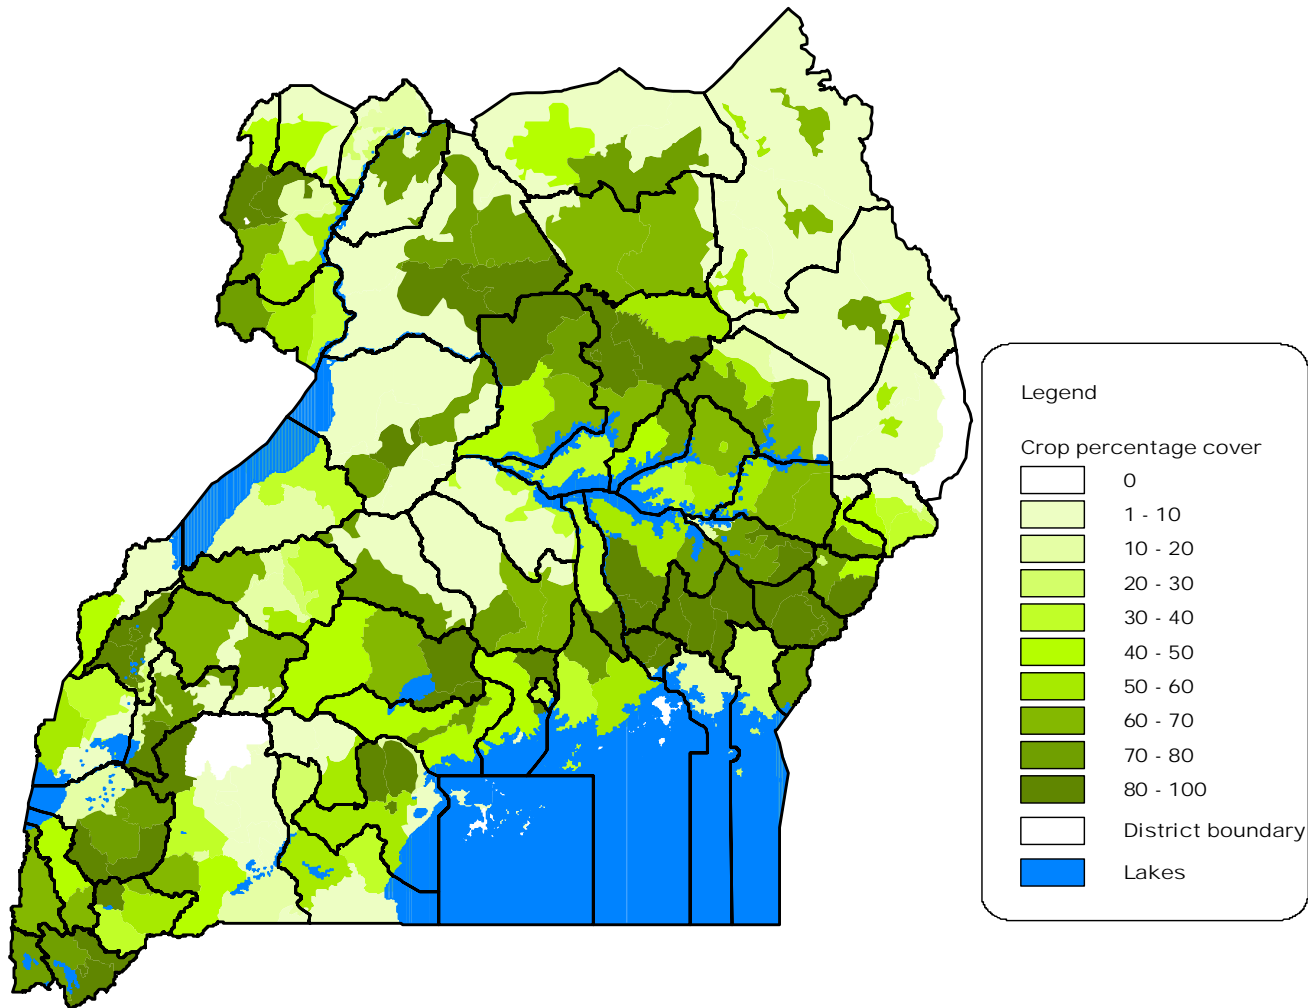 Legend
Crop percentage cover
0
1 - 10
10 - 20
20 - 30
30 - 40
40 - 50
50 - 60
60 - 70
70 - 80
80 - 100
District boundary
Lakes